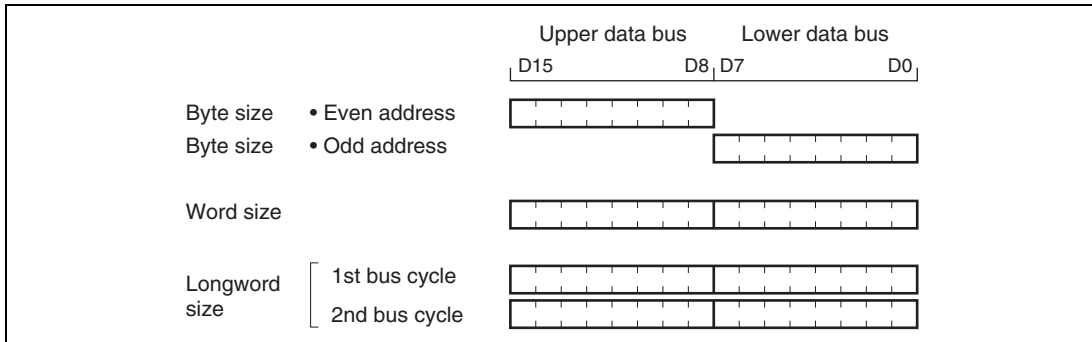 Upper data bus Lower data bus
D15 D8 D7 D0
Byte size • Even address
Byte size • Odd address
Word size
Longword size
1st bus cycle
2nd bus cycle